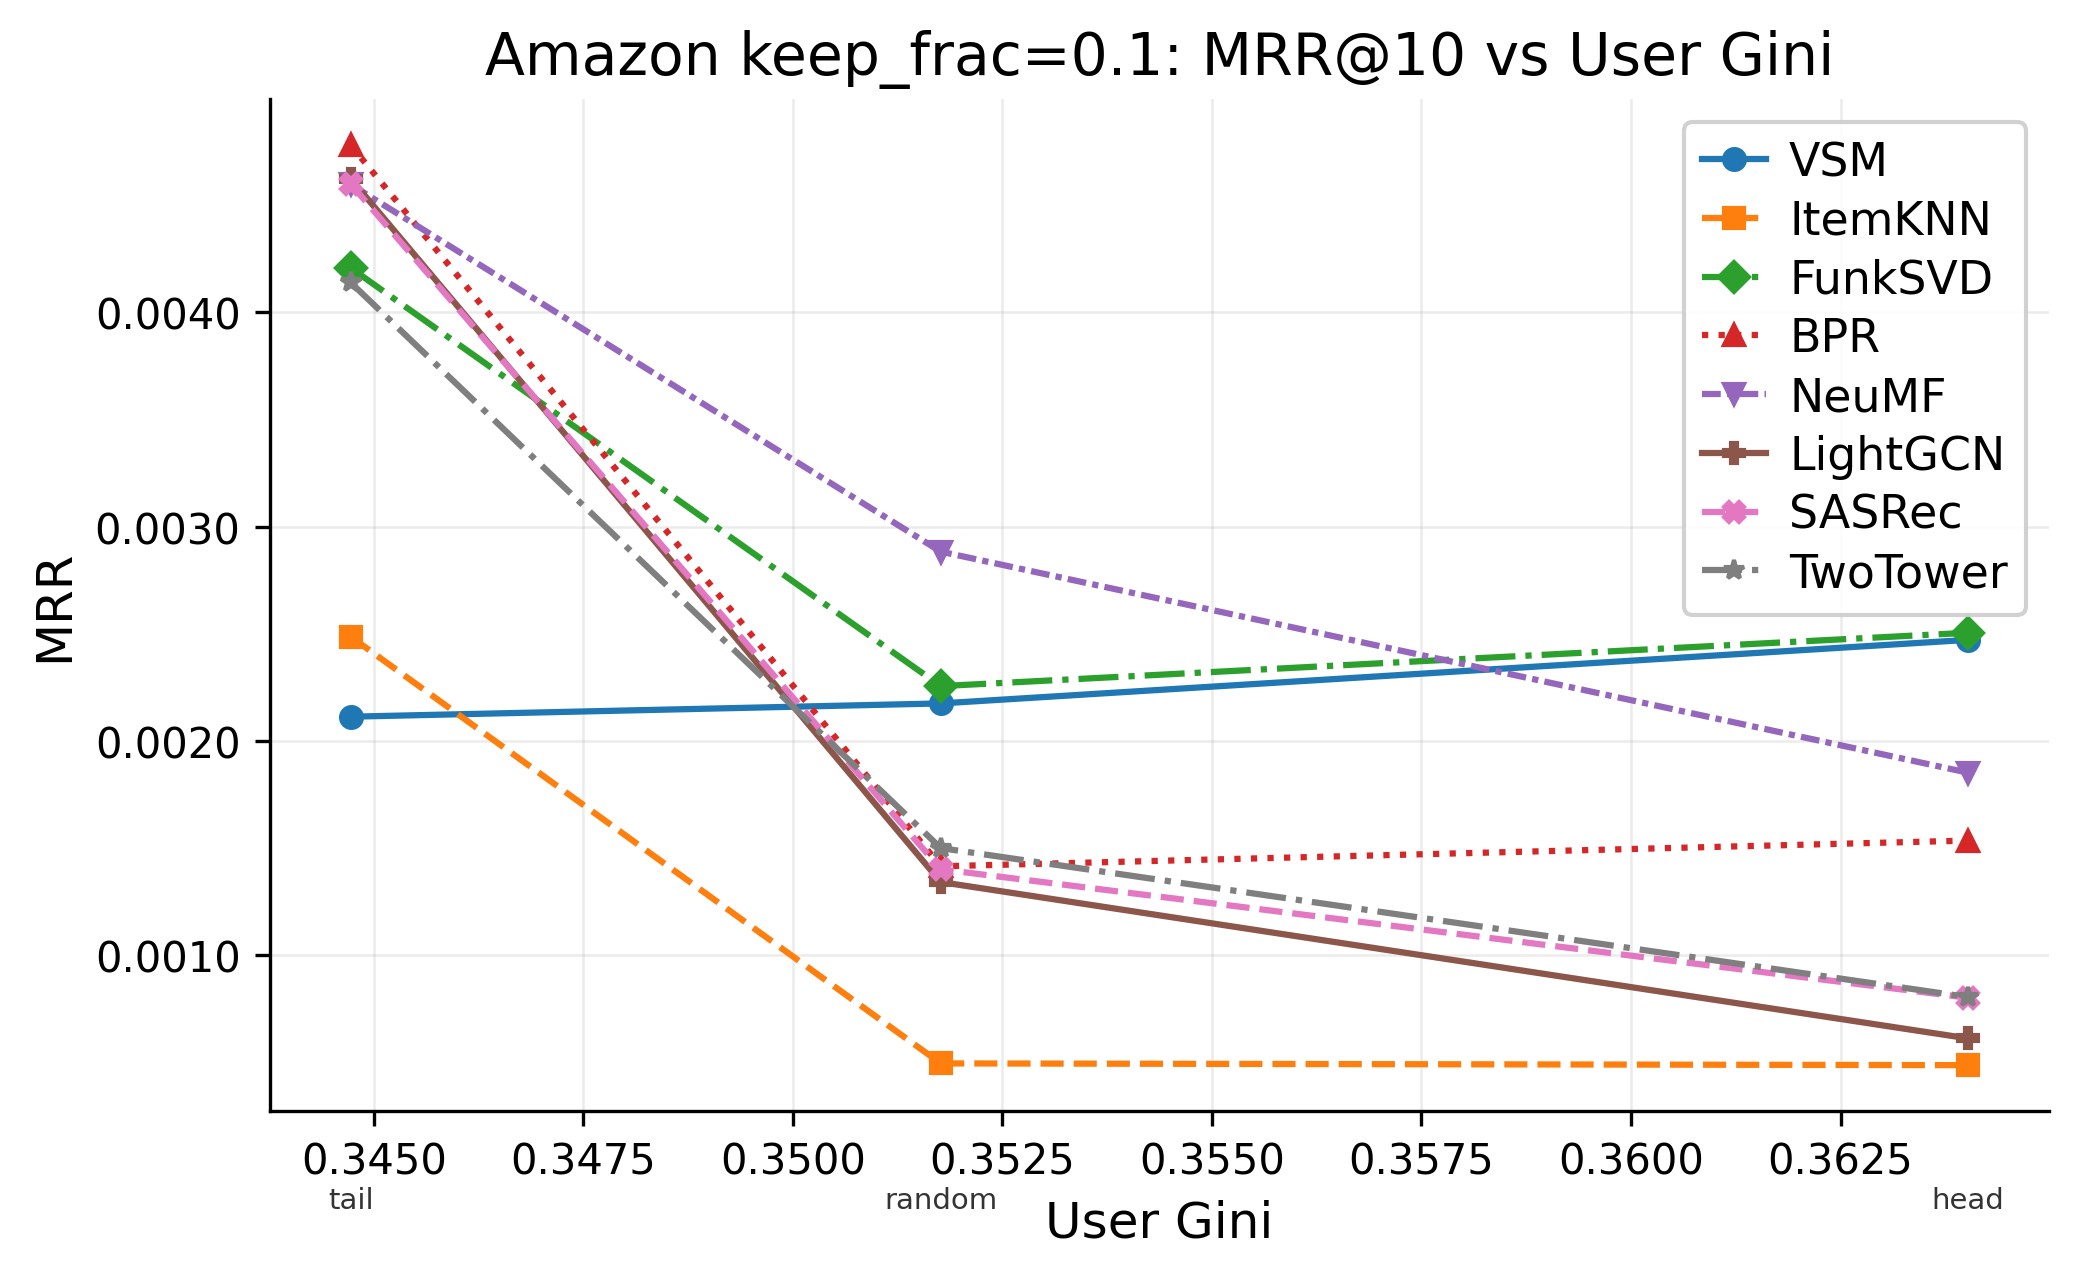 Amazon keep_frac=0.1: MRR@10 vs User Gini
VSM
ItemKNN
FunkSVD
BPR
NeuMF
LightGCN
SASRec
TwoTower
MRR
0.0040
0.0030
0.0020
0.0010
0.3450 0.3475 0.3500 0.3525 0.3550 0.3575 0.3600 0.3625
tail random head
User Gini